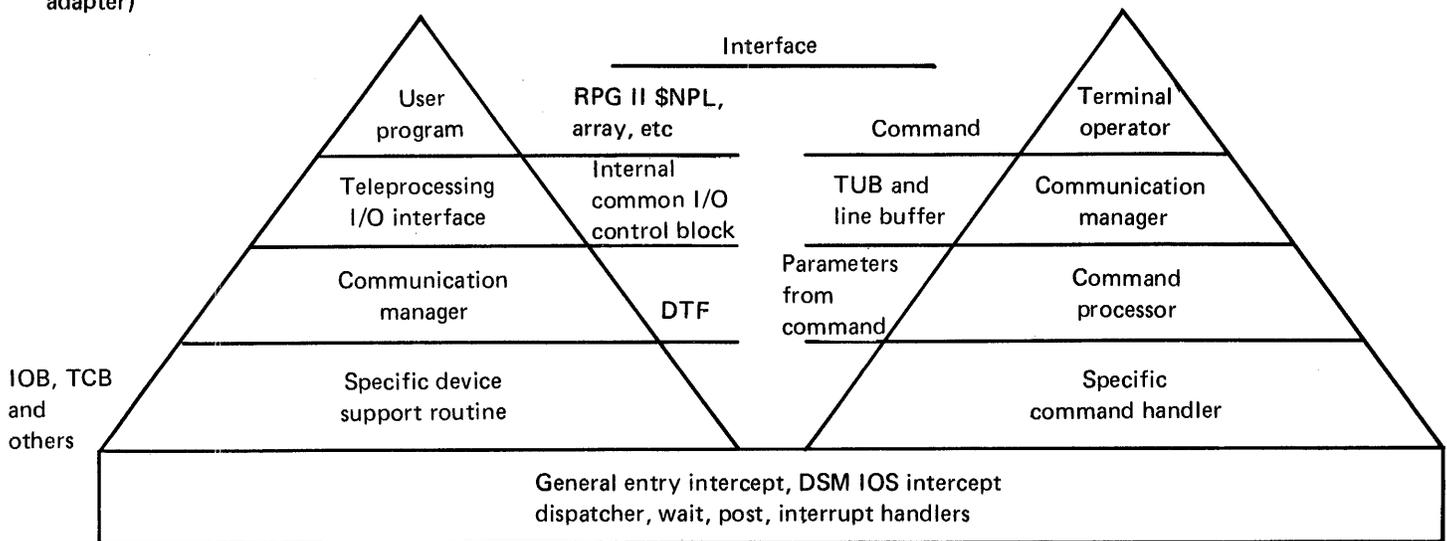 adapter)
Interface
User
program
RPG II $NPL,
array, etc
Command
Terminal
operator
Teleprocessing
I/O interface
Internal
common I/O
control block
TUB and
line buffer
Communication
manager
Communication
manager
DTF
Parameters
from
command
Command
processor
IOB, TCB
and
others
Specific device
support routine
Specific
command handler
General entry intercept, DSM IOS intercept
dispatcher, wait, post, interrupt handlers